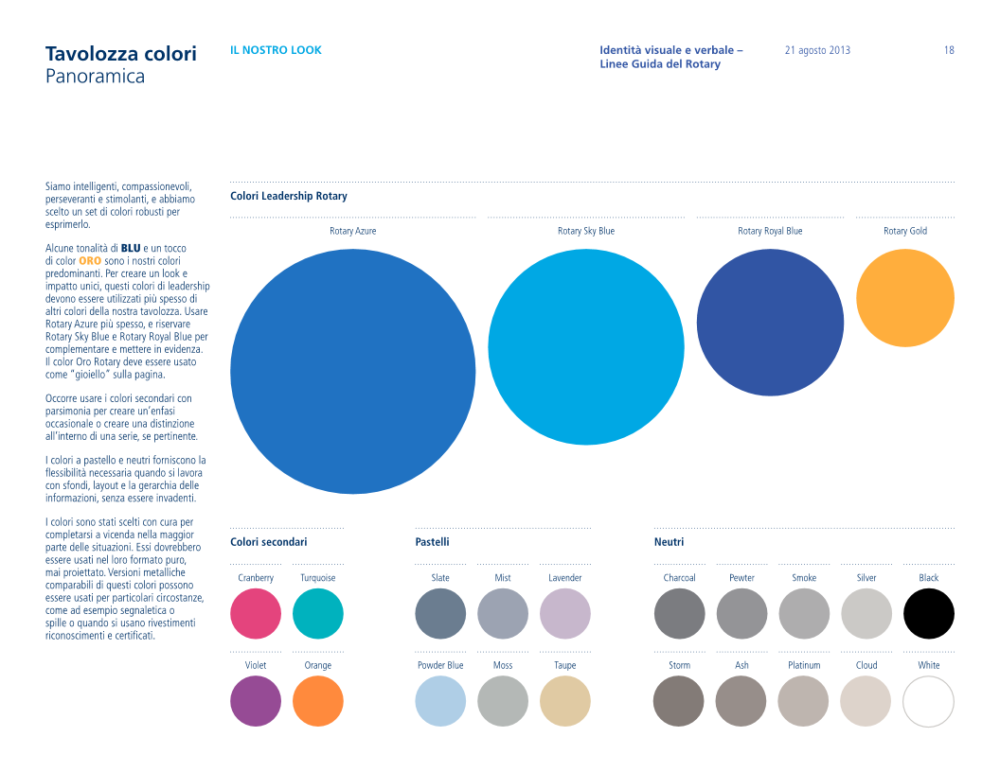 Tavolozza colori
Panoramica
IL NOSTRO LOOK
Identità visuale e verbale –
Linee Guida del Rotary
21 agosto 2013
18
Siamo intelligenti, compassionevoli,
perseveranti e stimolanti, e abbiamo
scelto un set di colori robusti per
esprimerlo.
Alcune tonalità di BLU e un tocco
di color ORO sono i nostri colori
predominanti. Per creare un look e
impatto unici, questi colori di leadership
devono essere utilizzati più spesso di
altri colori della nostra tavolozza. Usare
Rotary Azure più spesso, e riservare
Rotary Sky Blue e Rotary Royal Blue per
complementare e mettere in evidenza.
Il color Oro Rotary deve essere usato
come “gioiello” sulla pagina.
Occorre usare i colori secondari con
parsimonia per creare un’enfasi
occasionale o creare una distinzione
all’interno di una serie, se pertinente.
I colori a pastello e neutri forniscono la
flessibilità necessaria quando si lavora
con sfondi, layout e la gerarchia delle
informazioni, senza essere invadenti.
I colori sono stati scelti con cura per
completarsi a vicenda nella maggior
parte delle situazioni. Essi dovrebbero
essere usati nel loro formato puro,
mai proiettato. Versioni metalliche
comparabili di questi colori possono
essere usati per particolari circostanze,
come ad esempio segnaletica o
spille o quando si usano rivestimenti
riconoscimenti e certificati.
Colori Leadership Rotary
Rotary Azure
Rotary Sky Blue
Rotary Royal Blue
Rotary Gold
Colori secondari
Cranberry
Turquoise
Violet
Orange
Pastelli
Slate
Mist
Lavender
Powder Blue
Moss
Taupe
Neutri
Charcoal
Pewter
Smoke
Silver
Black
Storm
Ash
Platinum
Cloud
White